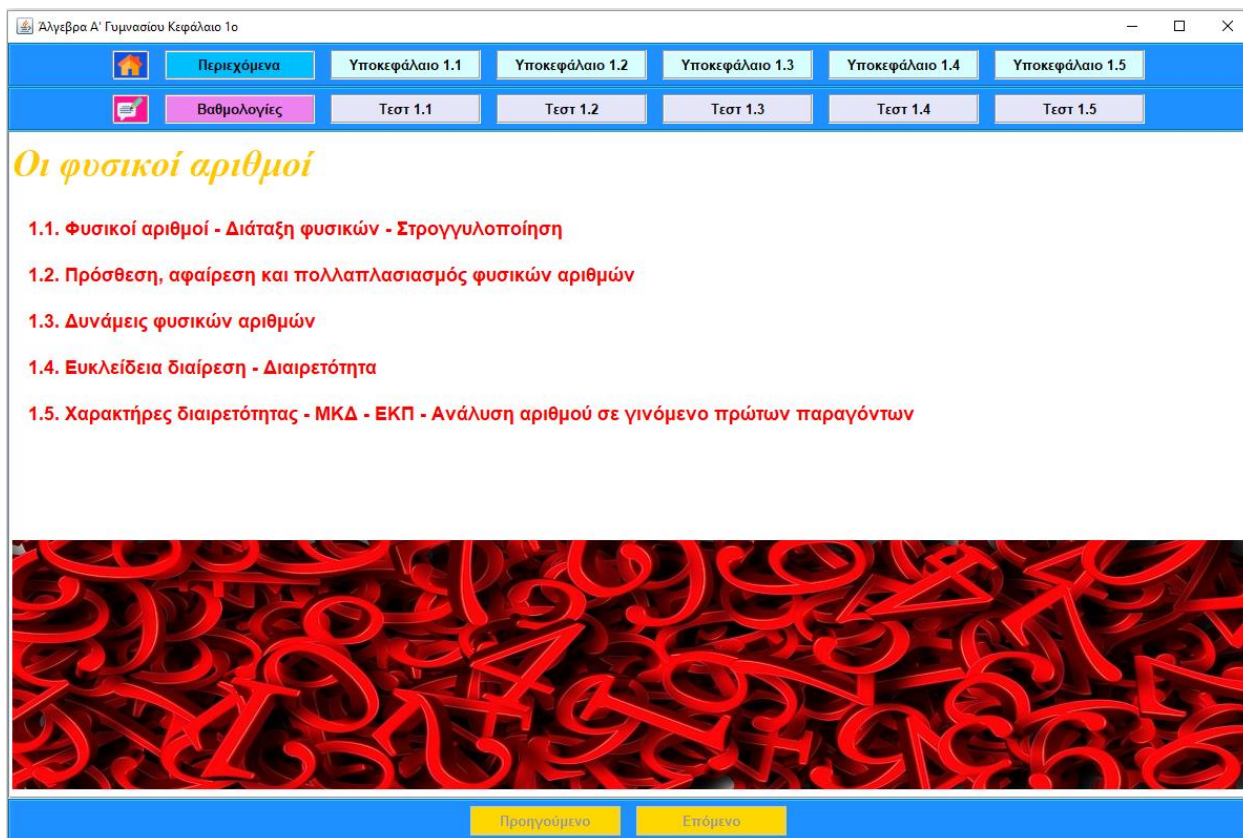 Άλγεβρα Α' Γυμνασίου Κεφάλαιο 1ο
Περιεχόμενα Υποκεφάλαιο 1.1 Υποκεφάλαιο 1.2 Υποκεφάλαιο 1.3 Υποκεφάλαιο 1.4 Υποκεφάλαιο 1.5
Βαθμολογίες Τεστ 1.1 Τεστ 1.2 Τεστ 1.3 Τεστ 1.4 Τεστ 1.5
Οι φυσικοί αριθμοί
1.1. Φυσικοί αριθμοί - Διάταξη φυσικών - Στρογγυλοποίηση
1.2. Πρόσθεση, αφαίρεση και πολλαπλασιασμός φυσικών αριθμών
1.3. Δυνάμεις φυσικών αριθμών
1.4. Ευκλείδεια διαίρεση - Διαιρετότητα
1.5. Χαρακτήρες διαιρετότητας - ΜΚΔ - ΕΚΠ - Ανάλυση αριθμού σε γινόμενο πρώτων παραγόντων
Προηγούμενο Επόμενο